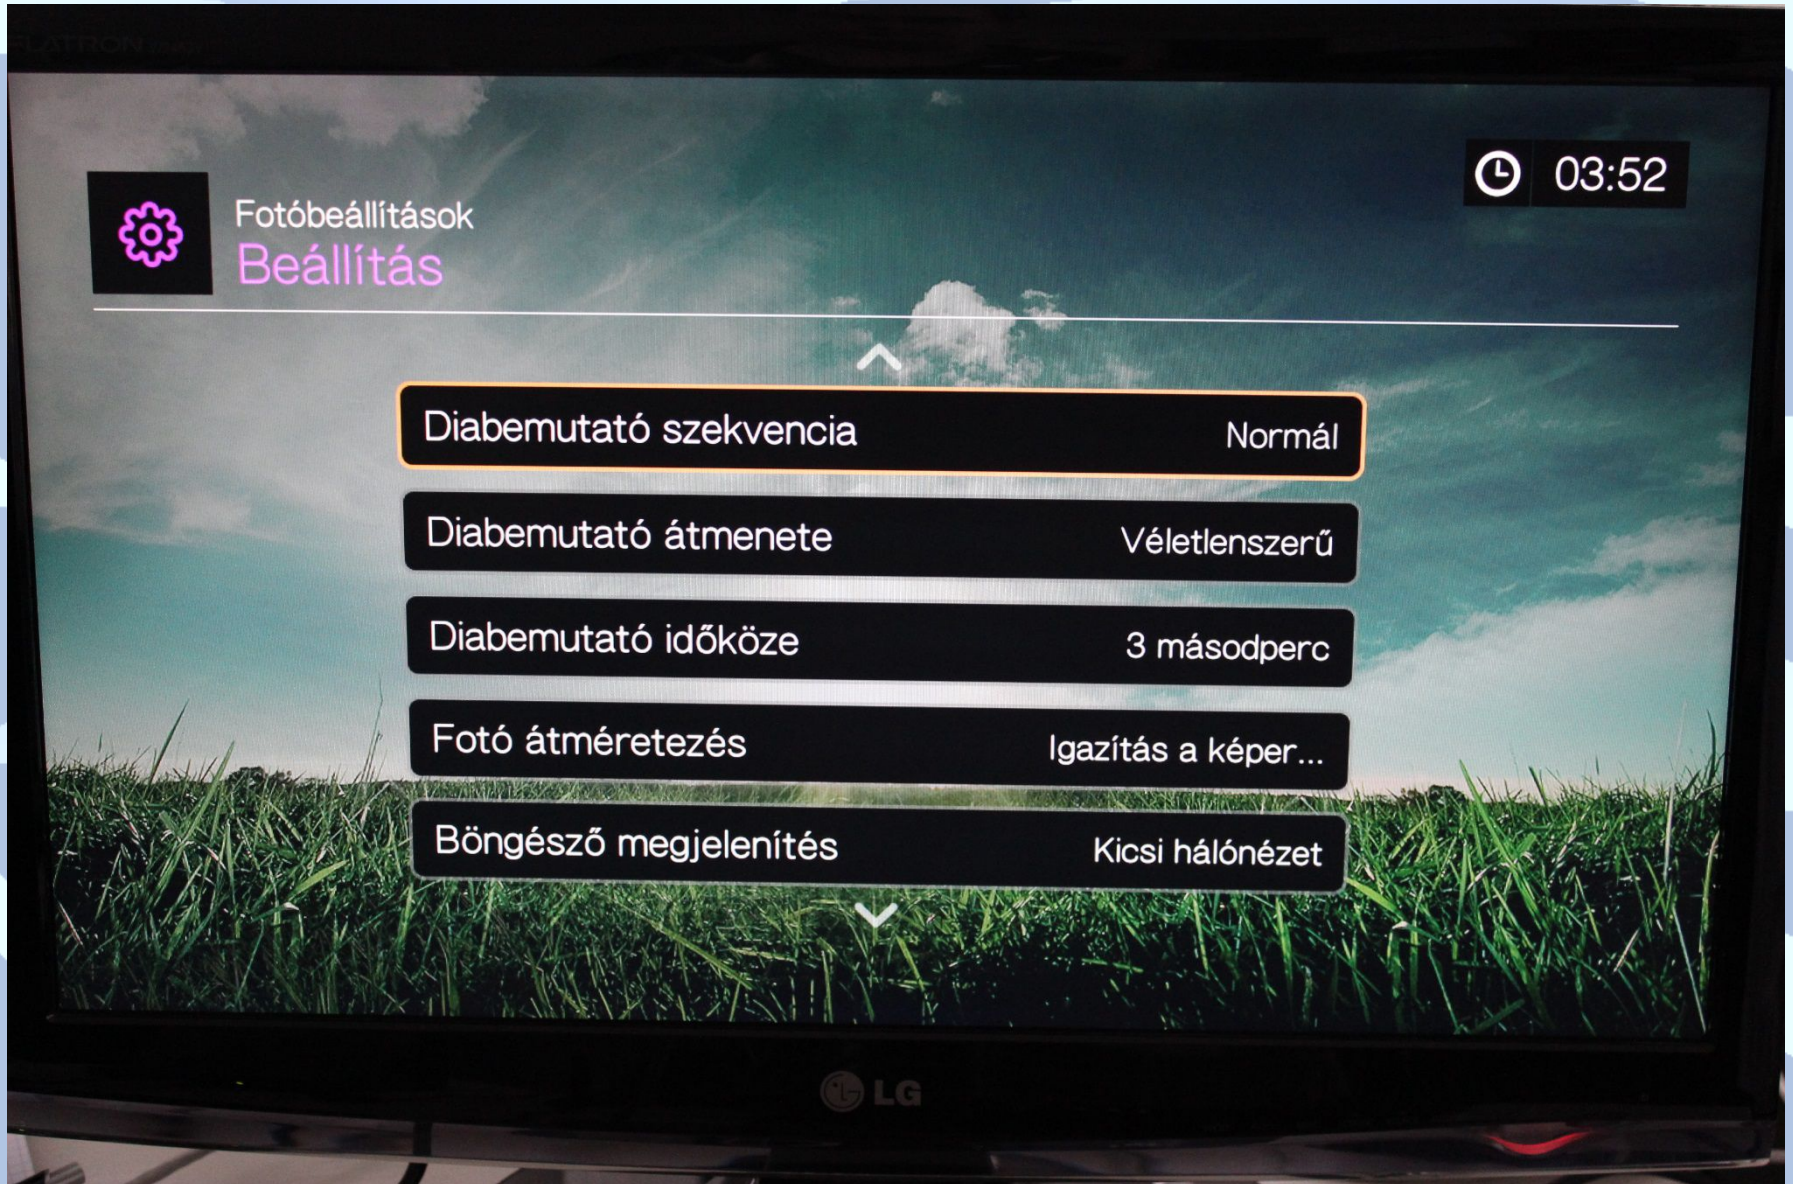 FLATRON
Fotóbeállítások
Beállítás
03:52
Diabemutató szekvencia Normál
Diabemutató átmenete Véletlenszerű
Diabemutató időköze 3 másodperc
Fotó átméretezés Igazítás a képer...
Böngésző megjelenítés Kicsi hálónézet
LG